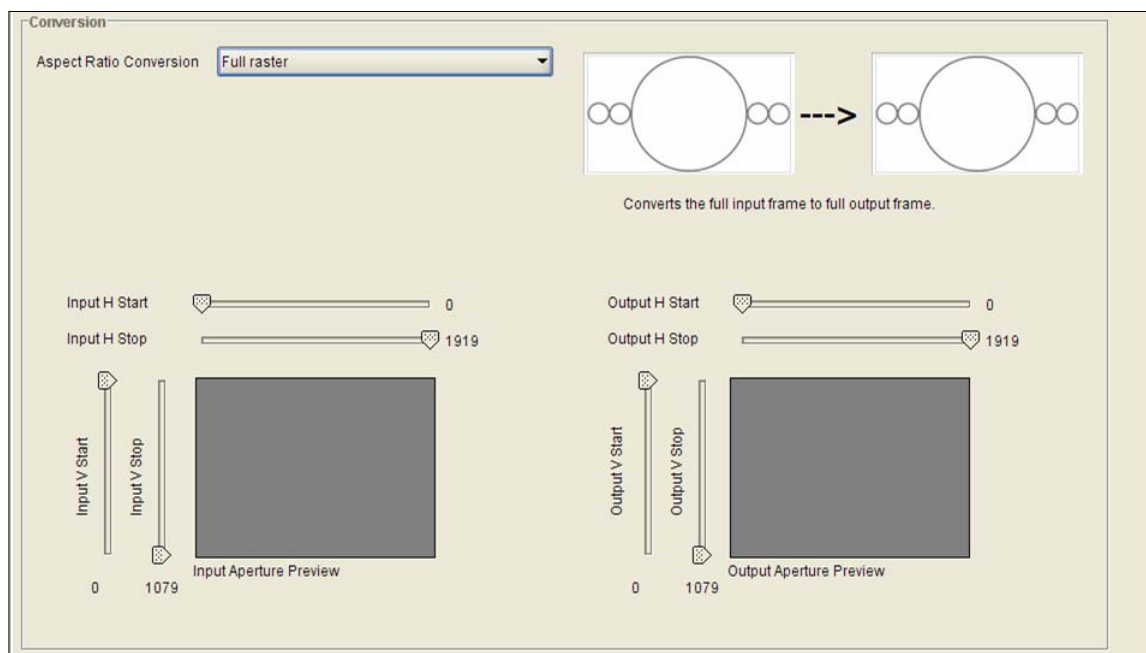 Conversion
Aspect Ratio Conversion Full raster
--->
Converts the full input frame to full output frame.
Input H Start 0
Input H Stop 1919
Input V Start
Input V Stop
0 1079
Input Aperture Preview
Output H Start 0
Output H Stop 1919
Output V Start
Output V Stop
0 1079
Output Aperture Preview